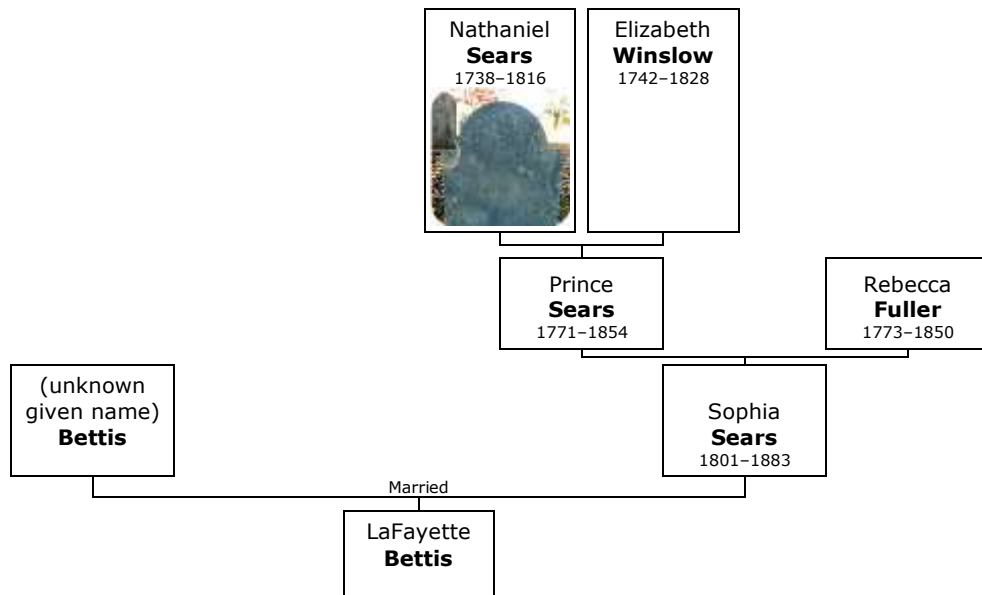 Nathaniel
Sears
1738–1816
Elizabeth
Winslow
1742–1828
Prince
Sears
1771–1854
Rebecca
Fuller
1773–1850
(unknown
given name)
Bettis
Sophia
Sears
1801–1883
Married
LaFayette
Bettis